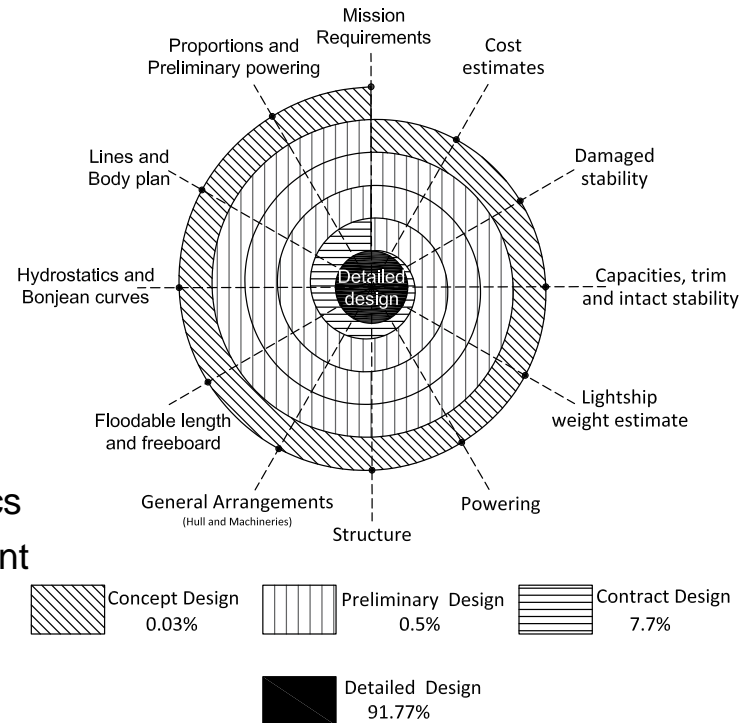 Mission
Requirements
Proportions and
Preliminary powering
Cost
estimates
Lines and
Body plan
Damaged
stability
Hydrostatics and
Bonjean curves
Detailed
design
Capacities, trim
and intact stability
Floodable length
and freeboard
Lightship
weight estimate
General Arrangements
(Hull and Machineries)
Powering
Structure
cs
nt
Concept Design
0.03%
Preliminary Design
0.5%
Contract Design
7.7%
Detailed Design
91.77%